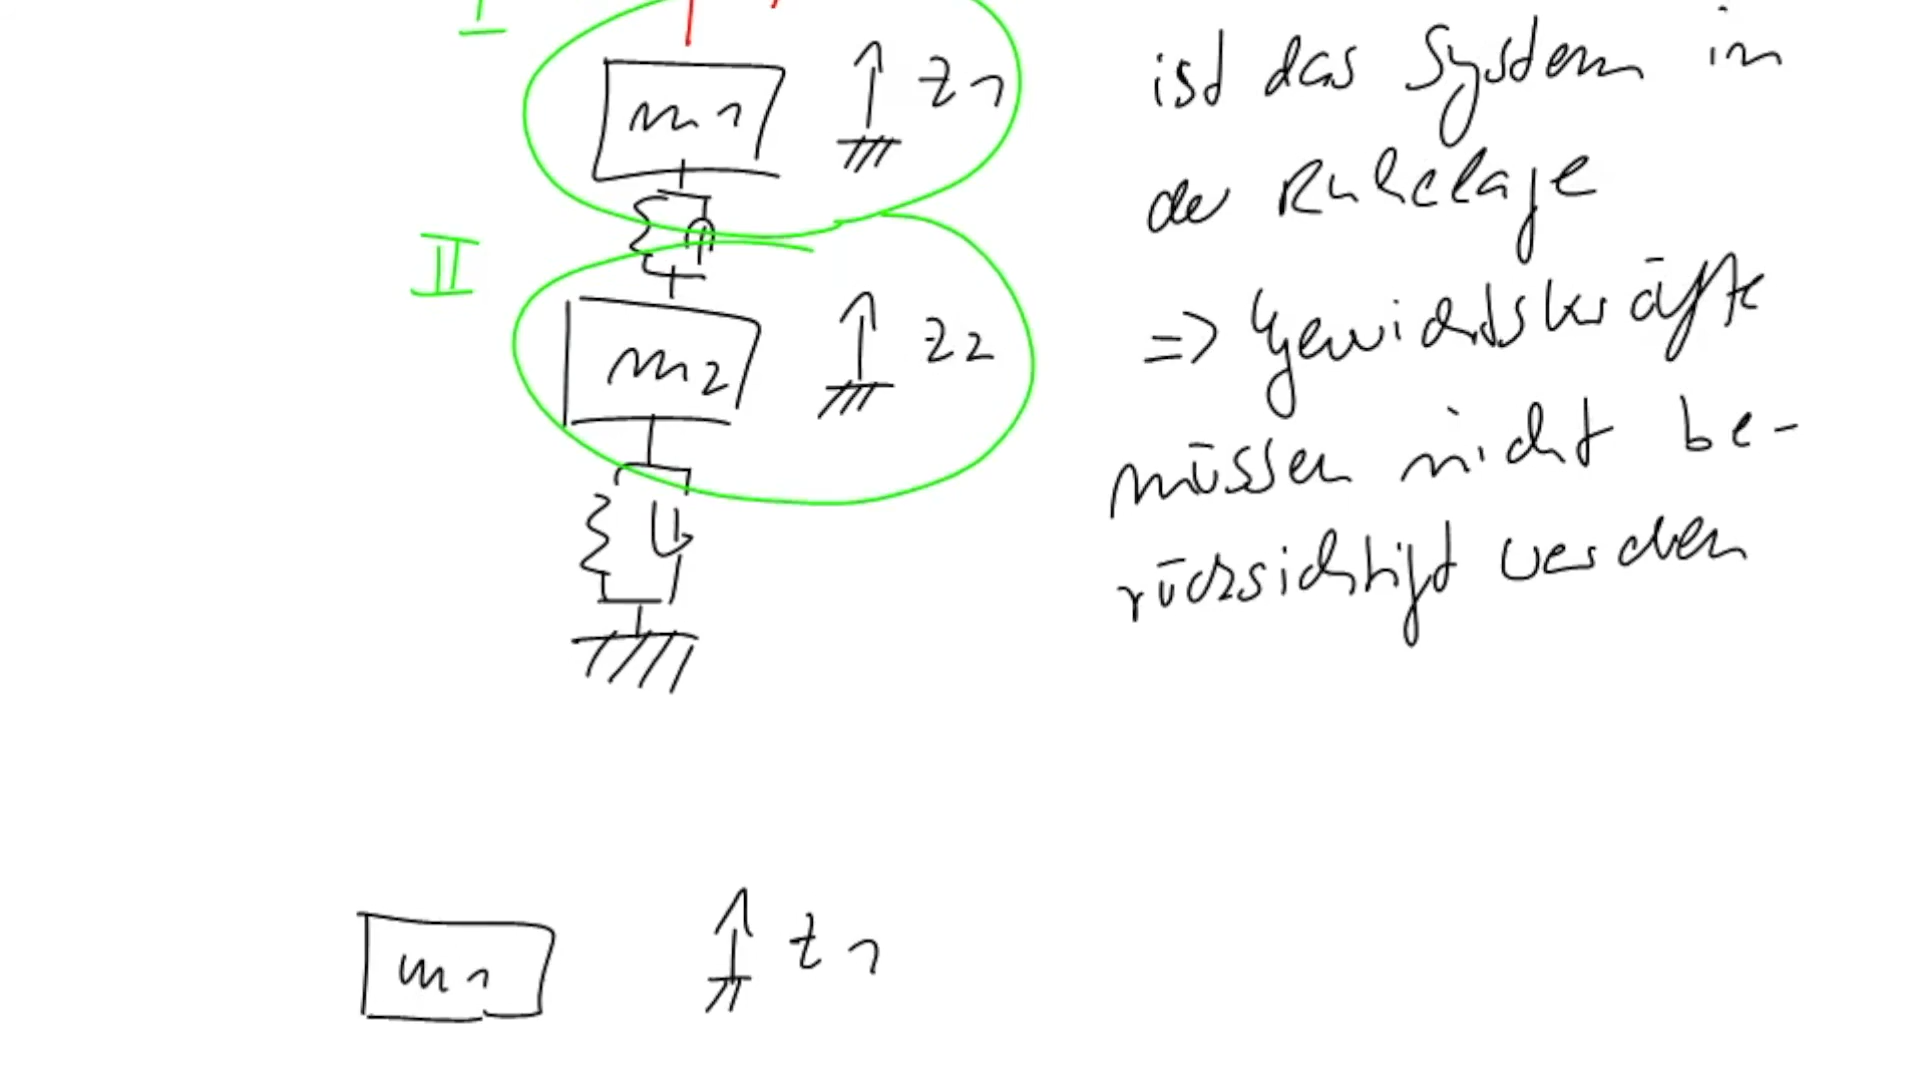 I
m1
z1
II
m2
z2
ist das System in
der Ruhelage
=> Gewichtskräfte
müssen nicht be-
rücksichtigt werden
m1
z1